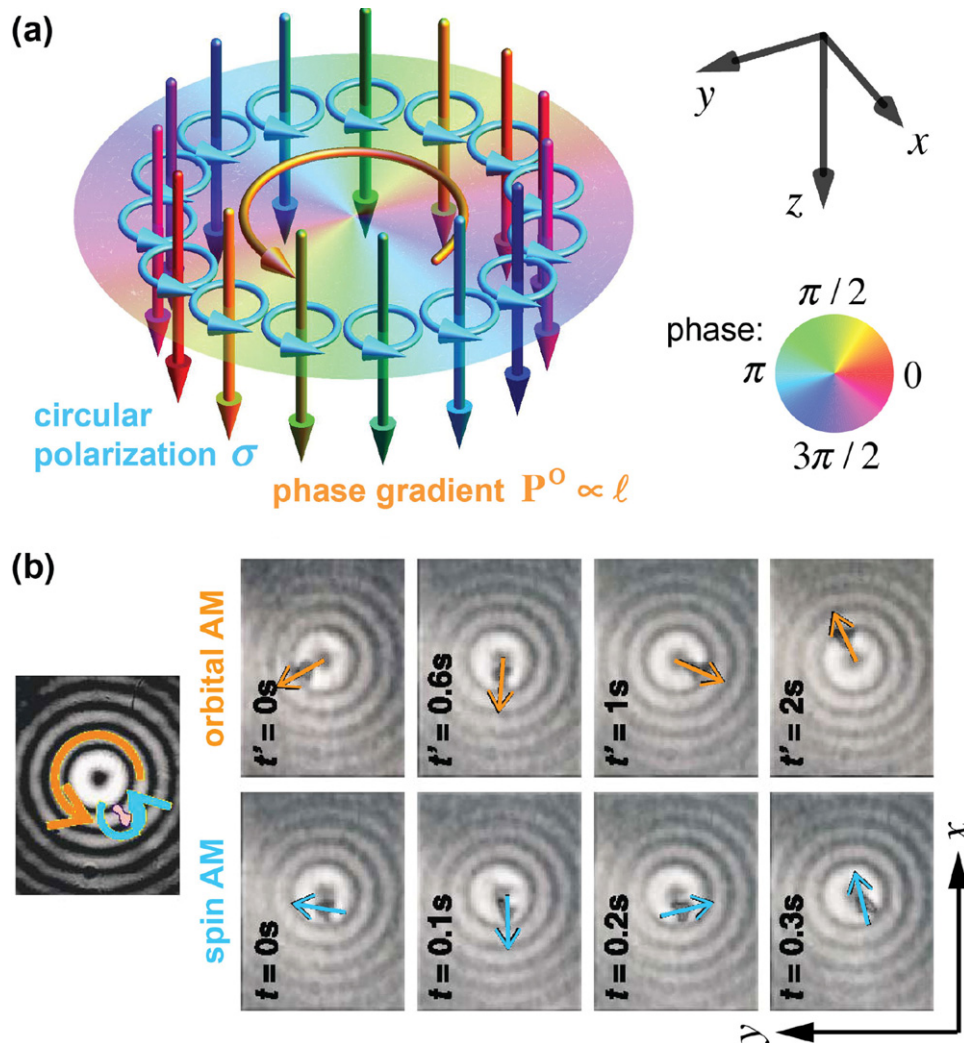 (a)
y
x
z
phase:
π / 2
π
0
3π / 2
circular
polarization σ
phase gradient P^O ∝ ℓ
(b)
orbital AM
t' = 0s
t' = 0.6s
t' = 1s
t' = 2s
spin AM
t = 0s
t = 0.1s
t = 0.2s
t = 0.3s
x
y